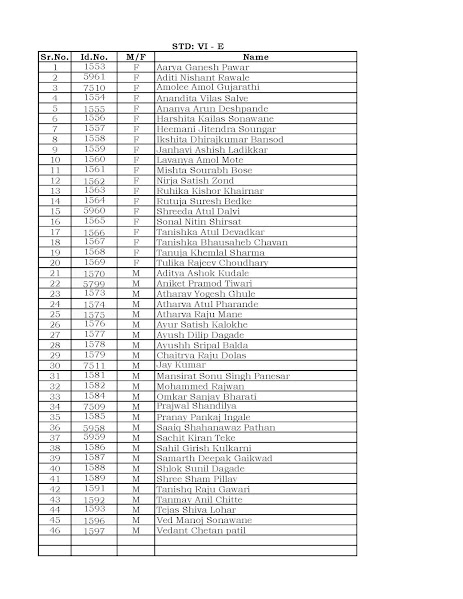 STD: VI - E
Sr.No. Id.No. M/F Name
1 1553 F Aarya Ganesh Pawar
2 5961 F Aditi Nishant Rawale
3 7510 F Amolee Amol Gujarathi
4 1554 F Anandita Vilas Salve
5 1555 F Ananya Arun Deshpande
6 1556 F Harshita Kailas Sonawane
7 1557 F Heemani Jitendra Soungar
8 1558 F Ikshita Dhirajkumar Bansod
9 1559 F Janhavi Ashish Ladikkar
10 1560 F Lavanya Amol Mote
11 1561 F Mishta Sourabh Bose
12 1562 F Nirja Satish Zond
13 1563 F Ruhika Kishor Khairnar
14 1564 F Rutuja Suresh Bedke
15 5960 F Shreeda Atul Dalvi
16 1565 F Sonal Nitin Shirsat
17 1566 F Tanishka Atul Devadkar
18 1567 F Tanishka Bhausaheb Chavan
19 1568 F Tanuja Khemlal Sharma
20 1569 F Tulika Rajeev Choudhary
21 1570 M Aditya Ashok Kudale
22 5799 M Aniket Pramod Tiwari
23 1573 M Atharav Yogesh Ghule
24 1574 M Atharva Atul Pharande
25 1575 M Atharva Raju Mane
26 1576 M Ayur Satish Kalokhe
27 1577 M Ayush Dilip Dagade
28 1578 M Ayushh Sripal Balda
29 1579 M Chaitrya Raju Dolas
30 7511 M Jay Kumar
31 1581 M Mansirat Sonu Singh Panesar
32 1582 M Mohammed Rajwan
33 1584 M Omkar Sanjay Bharati
34 7509 M Prajwal Shandilya
35 1585 M Pranay Pankaj Ingale
36 5958 M Saaiq Shahanawaz Pathan
37 5959 M Sachit Kiran Teke
38 1586 M Sahil Girish Kulkarni
39 1587 M Samarth Deepak Gaikwad
40 1588 M Shlok Sunil Dagade
41 1589 M Shree Sham Pillay
42 1591 M Tanishq Raju Gawari
43 1592 M Tanmay Anil Chitte
44 1593 M Tejas Shiva Lohar
45 1596 M Ved Manoj Sonawane
46 1597 M Vedant Chetan patil